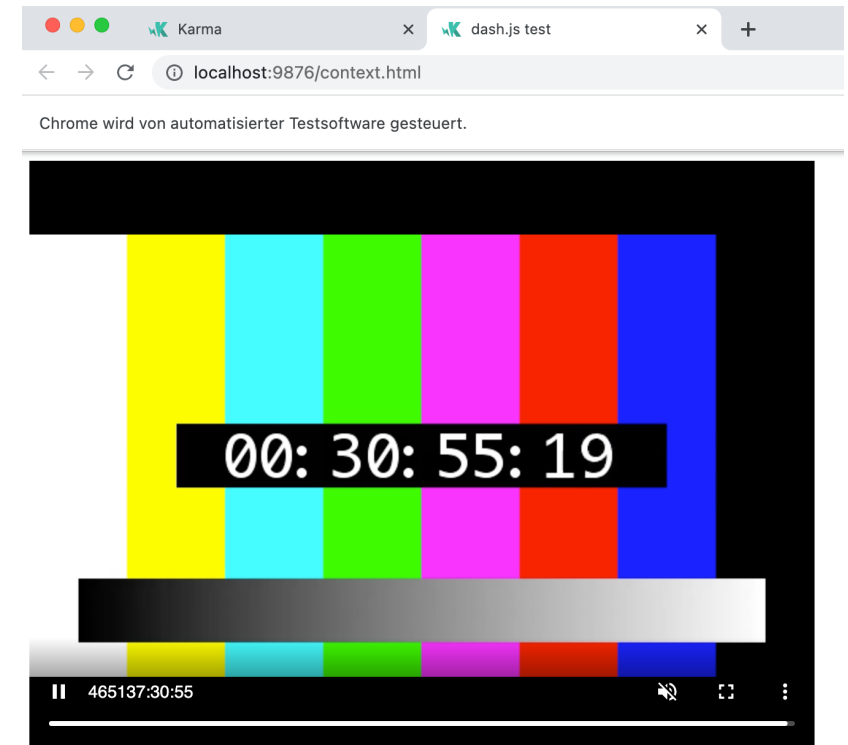 Karma
dash.js test
localhost:9876/context.html
Chrome wird von automatisierter Testsoftware gesteuert.
00: 30: 55: 19
465137:30:55